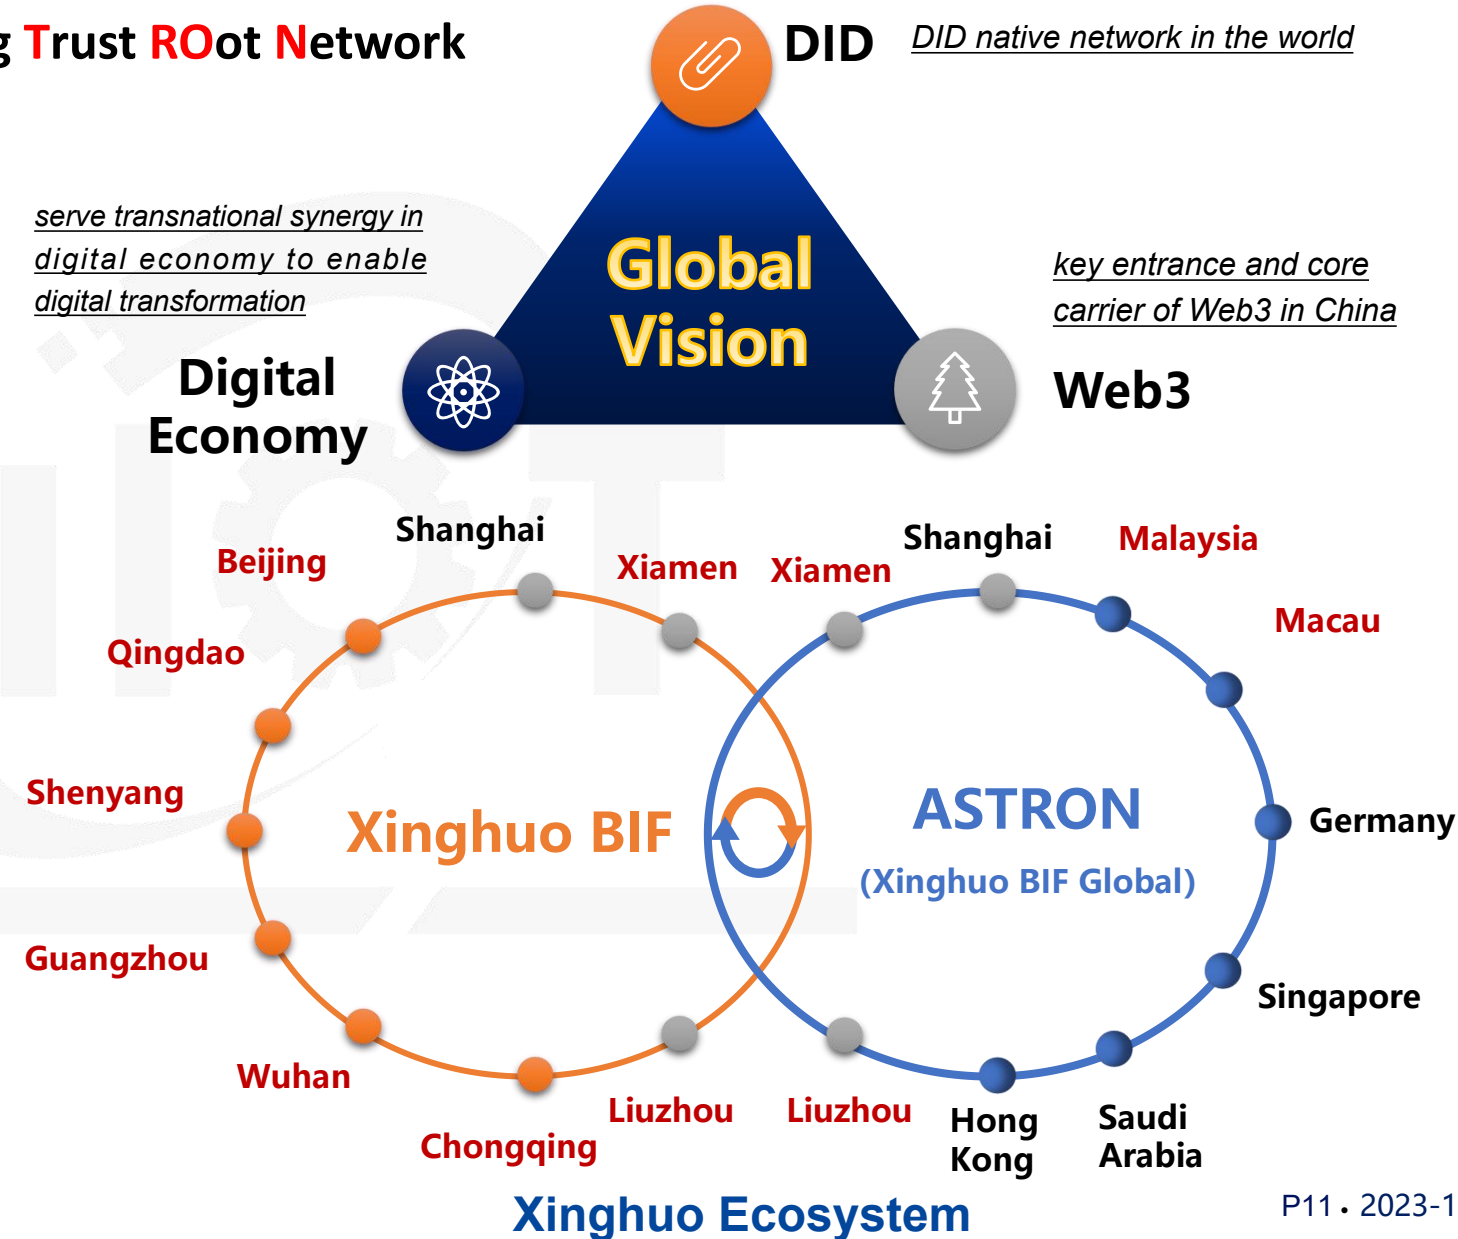 g Trust ROot Network
DID
DID native network in the world
serve transnational synergy in
digital economy to enable
digital transformation
Global
Vision
key entrance and core
carrier of Web3 in China
Digital
Economy
Web3
Shanghai
Beijing
Xiamen
Qingdao
Shenyang
Guangzhou
Wuhan
Chongqing
Liuzhou
Xinghuo BIF
Xiamen
Shanghai
Malaysia
Macau
Germany
Singapore
Saudi
Arabia
Hong
Kong
Liuzhou
ASTRON
(Xinghuo BIF Global)
Xinghuo Ecosystem
P11 · 2023-1
IIOT